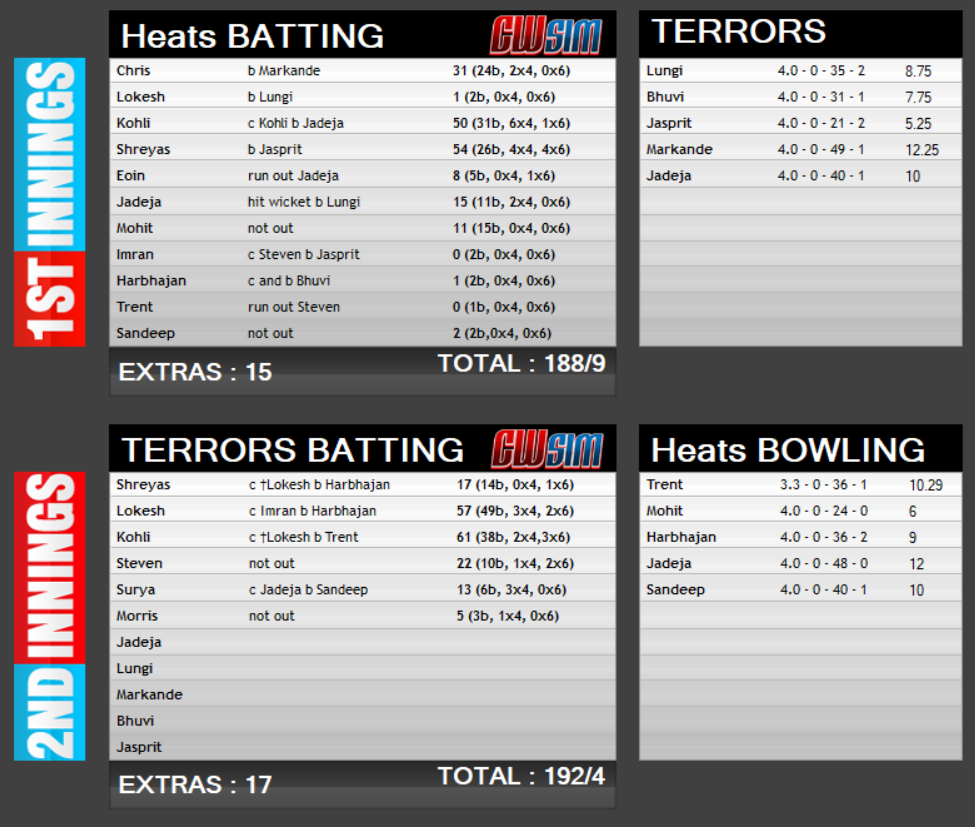 1ST INNINGS
Heats BATTING CWSIM
Chris b Markande 31 (24b, 2x4, 0x6)
Lokesh b Lungi 1 (2b, 0x4, 0x6)
Kohli c Kohli b Jadeja 50 (31b, 6x4, 1x6)
Shreyas b Jasprit 54 (26b, 4x4, 4x6)
Eoin run out Jadeja 8 (5b, 0x4, 1x6)
Jadeja hit wicket b Lungi 15 (11b, 2x4, 0x6)
Mohit not out 11 (15b, 0x4, 0x6)
Imran c Steven b Jasprit 0 (2b, 0x4, 0x6)
Harbhajan c and b Bhuvi 1 (2b, 0x4, 0x6)
Trent run out Steven 0 (1b, 0x4, 0x6)
Sandeep not out 2 (2b,0x4, 0x6)
EXTRAS : 15 TOTAL : 188/9
TERRORS
Lungi 4.0 - 0 - 35 - 2 8.75
Bhuvi 4.0 - 0 - 31 - 1 7.75
Jasprit 4.0 - 0 - 21 - 2 5.25
Markande 4.0 - 0 - 49 - 1 12.25
Jadeja 4.0 - 0 - 40 - 1 10
2ND INNINGS
TERRORS BATTING CWSIM
Shreyas c †Lokesh b Harbhajan 17 (14b, 0x4, 1x6)
Lokesh c Imran b Harbhajan 57 (49b, 3x4, 2x6)
Kohli c †Lokesh b Trent 61 (38b, 2x4,3x6)
Steven not out 22 (10b, 1x4, 2x6)
Surya c Jadeja b Sandeep 13 (6b, 3x4, 0x6)
Morris not out 5 (3b, 1x4, 0x6)
Jadeja
Lungi
Markande
Bhuvi
Jasprit
EXTRAS : 17 TOTAL : 192/4
Heats BOWLING
Trent 3.3 - 0 - 36 - 1 10.29
Mohit 4.0 - 0 - 24 - 0 6
Harbhajan 4.0 - 0 - 36 - 2 9
Jadeja 4.0 - 0 - 48 - 0 12
Sandeep 4.0 - 0 - 40 - 1 10